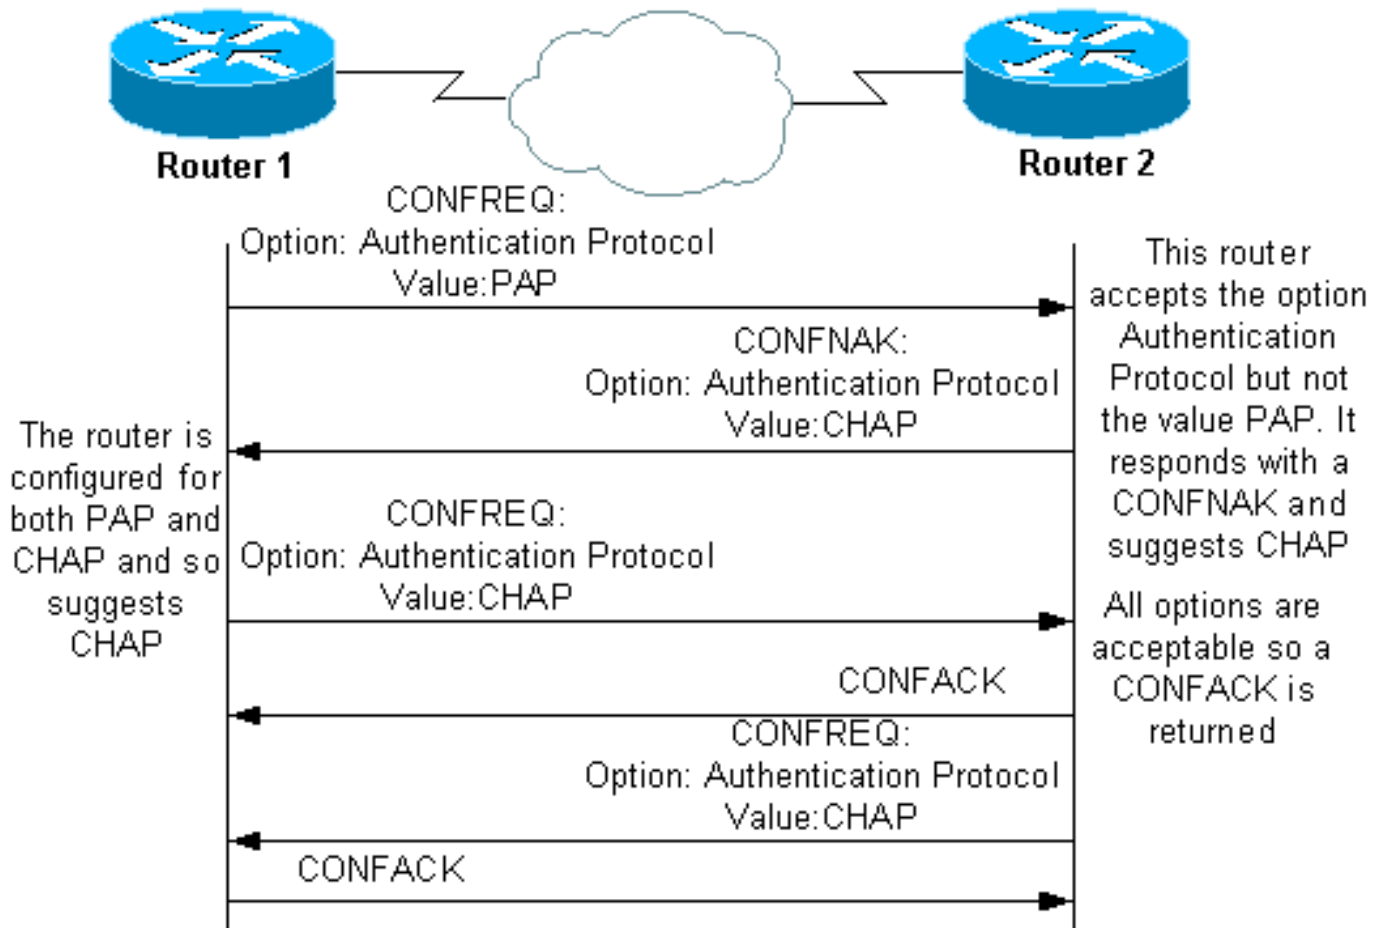 Router 1
Router 2
CONFREQ:
Option: Authentication Protocol
Value:PAP
This router
accepts the option
Authentication
Protocol but not
the value PAP. It
responds with a
CONFNAK and
suggests CHAP
CONFNAK:
Option: Authentication Protocol
Value:CHAP
The router is
configured for
both PAP and
CHAP and so
suggests
CHAP
CONFREQ:
Option: Authentication Protocol
Value:CHAP
All options are
acceptable so a
CONFACK is
returned
CONFACK
CONFREQ:
Option: Authentication Protocol
Value:CHAP
CONFACK